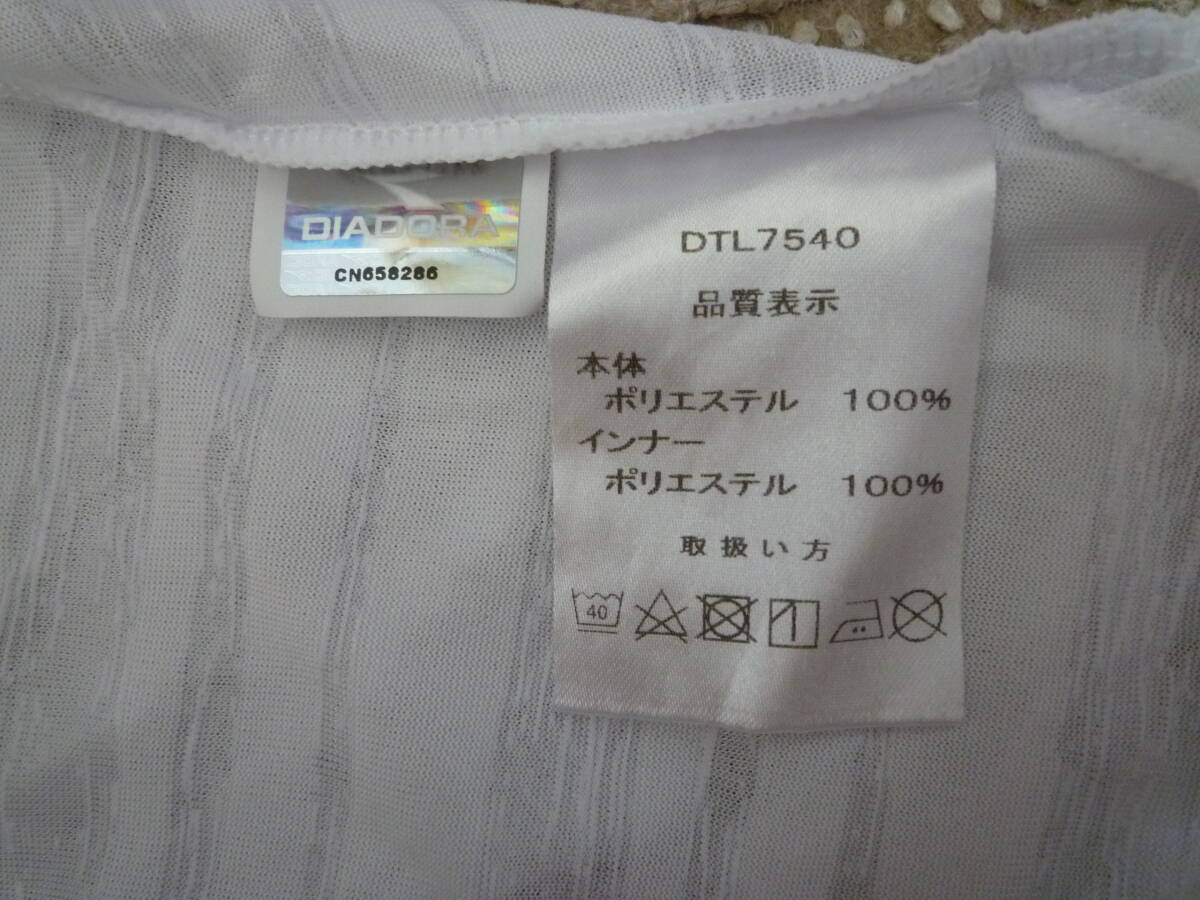 DIADORA
CN658286
DTL7540
品質表示
本体
ポリエステル 100%
インナー
ポリエステル 100%
取扱い方
40